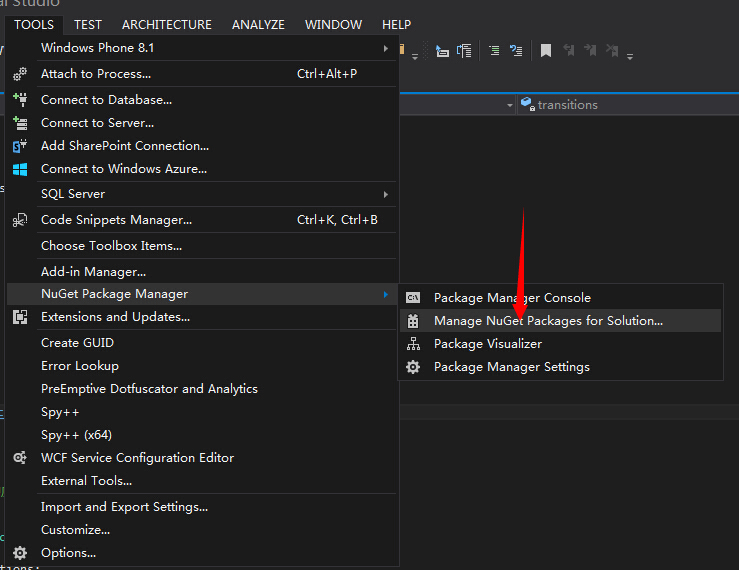 al Studio
TOOLS TEST ARCHITECTURE ANALYZE WINDOW HELP
Windows Phone 8.1
Attach to Process... Ctrl+Alt+P
transitions
Connect to Database...
Connect to Server...
Add SharePoint Connection...
Connect to Windows Azure...
SQL Server
Code Snippets Manager... Ctrl+K, Ctrl+B
Choose Toolbox Items...
Add-in Manager...
NuGet Package Manager
Extensions and Updates...
Create GUID
Error Lookup
PreEmptive Dotfuscator and Analytics
Spy++
Spy++ (x64)
WCF Service Configuration Editor
External Tools...
Import and Export Settings...
Customize...
Options...
Package Manager Console
Manage NuGet Packages for Solution...
Package Visualizer
Package Manager Settings
tions: